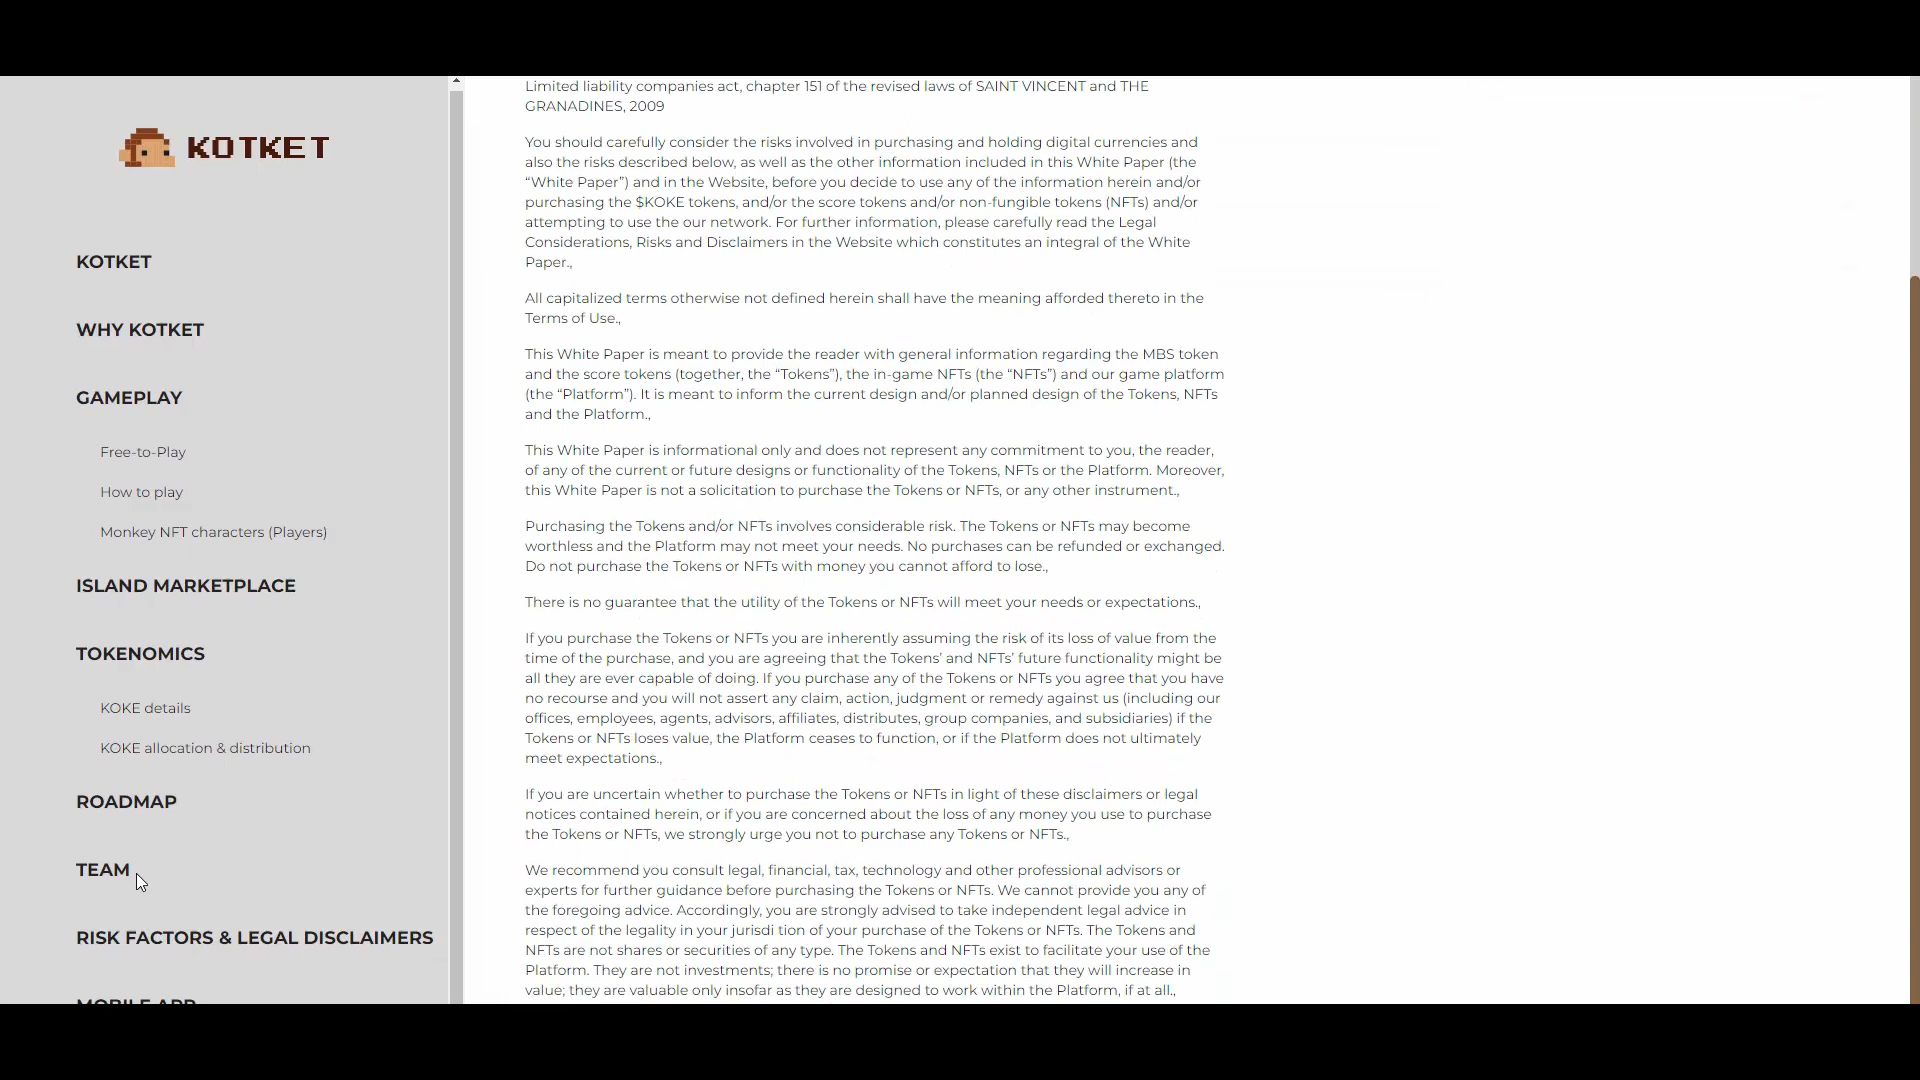 KOTKET
KOTKET
WHY KOTKET
GAMEPLAY
Free-to-Play
How to play
Monkey NFT characters (Players)
ISLAND MARKETPLACE
TOKENOMICS
KOKE details
KOKE allocation & distribution
ROADMAP
TEAM
RISK FACTORS & LEGAL DISCLAIMERS
MOBILE APP
Limited liability companies act, chapter 151 of the revised laws of SAINT VINCENT and THE
GRANADINES, 2009
You should carefully consider the risks involved in purchasing and holding digital currencies and
also the risks described below, as well as the other information included in this White Paper (the
“White Paper”) and in the Website, before you decide to use any of the information herein and/or
purchasing the $KOKE tokens, and/or the score tokens and/or non-fungible tokens (NFTs) and/or
attempting to use the our network. For further information, please carefully read the Legal
Considerations, Risks and Disclaimers in the Website which constitutes an integral of the White
Paper.,
All capitalized terms otherwise not defined herein shall have the meaning afforded thereto in the
Terms of Use.,
This White Paper is meant to provide the reader with general information regarding the MBS token
and the score tokens (together, the “Tokens”), the in-game NFTs (the “NFTs”) and our game platform
(the “Platform”). It is meant to inform the current design and/or planned design of the Tokens, NFTs
and the Platform.,
This White Paper is informational only and does not represent any commitment to you, the reader,
of any of the current or future designs or functionality of the Tokens, NFTs or the Platform. Moreover,
this White Paper is not a solicitation to purchase the Tokens or NFTs, or any other instrument.,
Purchasing the Tokens and/or NFTs involves considerable risk. The Tokens or NFTs may become
worthless and the Platform may not meet your needs. No purchases can be refunded or exchanged.
Do not purchase the Tokens or NFTs with money you cannot afford to lose.,
There is no guarantee that the utility of the Tokens or NFTs will meet your needs or expectations.,
If you purchase the Tokens or NFTs you are inherently assuming the risk of its loss of value from the
time of the purchase, and you are agreeing that the Tokens’ and NFTs’ future functionality might be
all they are ever capable of doing. If you purchase any of the Tokens or NFTs you agree that you have
no recourse and you will not assert any claim, action, judgment or remedy against us (including our
offices, employees, agents, advisors, affiliates, distributes, group companies, and subsidiaries) if the
Tokens or NFTs loses value, the Platform ceases to function, or if the Platform does not ultimately
meet expectations.,
If you are uncertain whether to purchase the Tokens or NFTs in light of these disclaimers or legal
notices contained herein, or if you are concerned about the loss of any money you use to purchase
the Tokens or NFTs, we strongly urge you not to purchase any Tokens or NFTs.,
We recommend you consult legal, financial, tax, technology and other professional advisors or
experts for further guidance before purchasing the Tokens or NFTs. We cannot provide you any of
the foregoing advice. Accordingly, you are strongly advised to take independent legal advice in
respect of the legality in your jurisdi tion of your purchase of the Tokens or NFTs. The Tokens and
NFTs are not shares or securities of any type. The Tokens and NFTs exist to facilitate your use of the
Platform. They are not investments; there is no promise or expectation that they will increase in
value; they are valuable only insofar as they are designed to work within the Platform, if at all.,